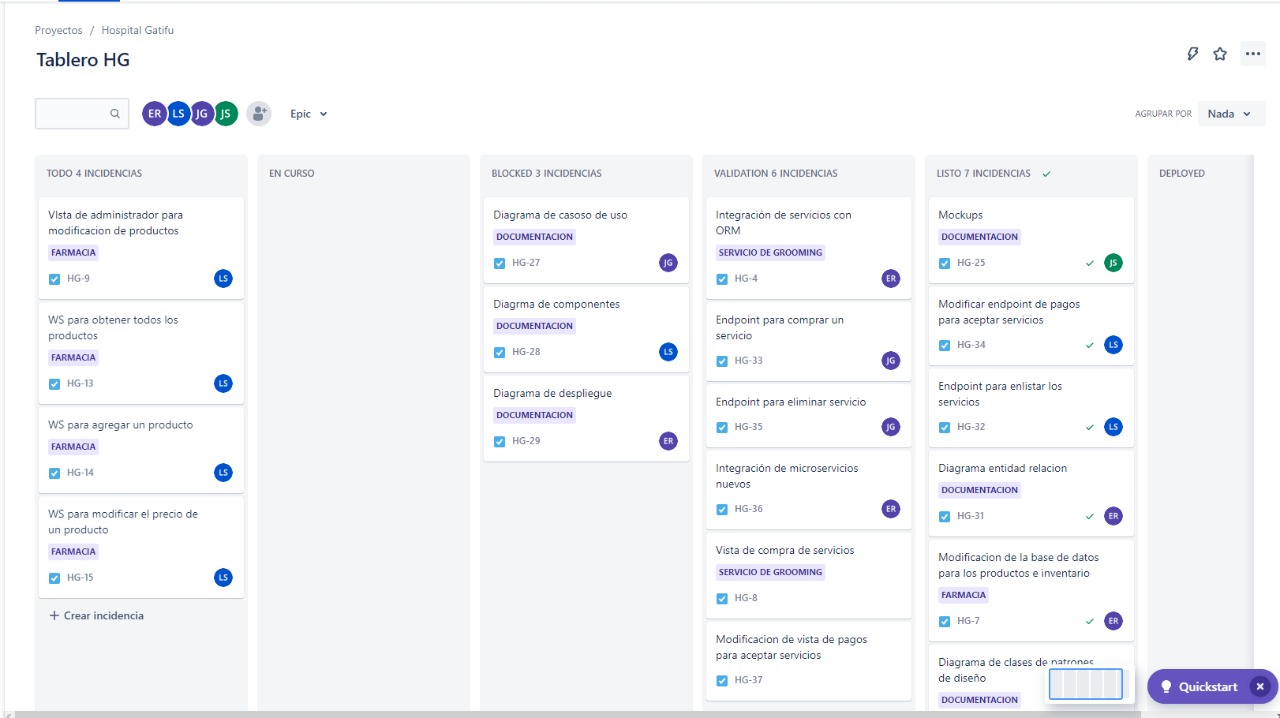 Proyectos / Hospital Gatifu
Tablero HG
ER LS JG JS Epic
AGRUPAR POR Nada
TODO 4 INCIDENCIAS
VIsta de administrador para
modificacion de productos
FARMACIA
HG-9 LS
WS para obtener todos los
productos
FARMACIA
HG-13 LS
WS para agregar un producto
FARMACIA
HG-14 LS
WS para modificar el precio de
un producto
FARMACIA
HG-15 LS
+ Crear incidencia
EN CURSO
BLOCKED 3 INCIDENCIAS
Diagrama de casoso de uso
DOCUMENTACION
HG-27 JG
Diagrma de componentes
DOCUMENTACION
HG-28 LS
Diagrama de despliegue
DOCUMENTACION
HG-29 ER
VALIDATION 6 INCIDENCIAS
Integración de servicios con
ORM
SERVICIO DE GROOMING
HG-4 ER
Endpoint para comprar un
servicio
HG-33 JG
Endpoint para eliminar servicio
HG-35 JG
Integración de microservicios
nuevos
HG-36 ER
Vista de compra de servicios
SERVICIO DE GROOMING
HG-8
Modificacion de vista de pagos
para aceptar servicios
HG-37
LISTO 7 INCIDENCIAS
Mockups
DOCUMENTACION
HG-25 JS
Modificar endpoint de pagos
para aceptar servicios
HG-34 LS
Endpoint para enlistar los
servicios
HG-32 LS
Diagrama entidad relacion
DOCUMENTACION
HG-31 ER
Modificacion de la base de datos
para los productos e inventario
FARMACIA
HG-7 ER
Diagrama de clases de patrones
de diseño
DOCUMENTACION
DEPLOYED
Quickstart